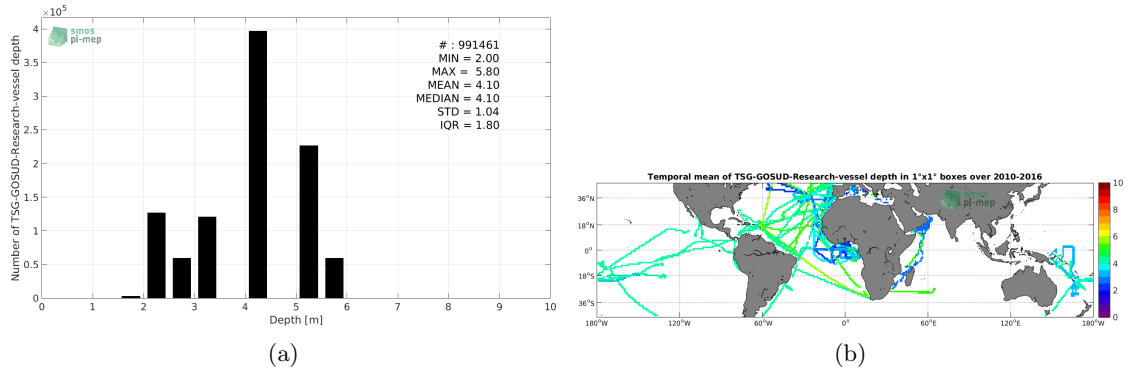 ×10⁵
smos
pi-mep
# : 991461
MIN = 2.00
MAX = 5.80
MEAN = 4.10
MEDIAN = 4.10
STD = 1.04
IQR = 1.80
Number of TSG-GOSUD-Research-vessel depth
4
3.5
3
2.5
2
1.5
1
0.5
0
0 1 2 3 4 5 6 7 8 9 10
Depth [m]
(a)
Temporal mean of TSG-GOSUD-Research-vessel depth in 1°x1° boxes over 2010-2016
smos
pi-mep
36°N
18°N
0°
18°S
36°S
180°W 120°W 60°W 0° 60°E 120°E 180°W
10
8
6
4
2
0
(b)